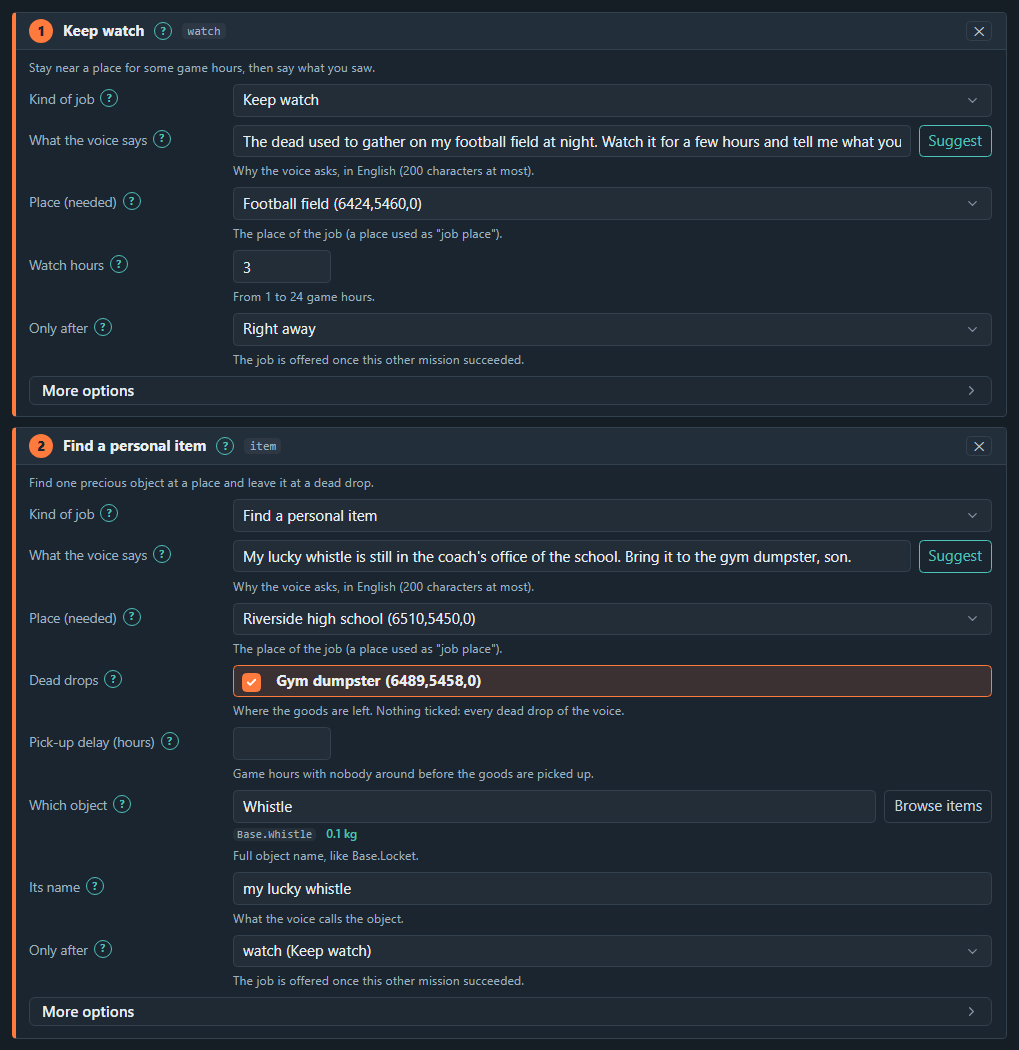 1 Keep watch ? watch
Stay near a place for some game hours, then say what you saw.
Kind of job ? Keep watch
What the voice says ? The dead used to gather on my football field at night. Watch it for a few hours and tell me what you Suggest
Why the voice asks, in English (200 characters at most).
Place (needed) ? Football field (6424,5460,0)
The place of the job (a place used as "job place").
Watch hours ? 3
From 1 to 24 game hours.
Only after ? Right away
The job is offered once this other mission succeeded.
More options
2 Find a personal item ? item
Find one precious object at a place and leave it at a dead drop.
Kind of job ? Find a personal item
What the voice says ? My lucky whistle is still in the coach's office of the school. Bring it to the gym dumpster, son. Suggest
Why the voice asks, in English (200 characters at most).
Place (needed) ? Riverside high school (6510,5450,0)
The place of the job (a place used as "job place").
Dead drops ? Gym dumpster (6489,5458,0)
Where the goods are left. Nothing ticked: every dead drop of the voice.
Pick-up delay (hours) ?
Game hours with nobody around before the goods are picked up.
Which object ? Whistle Browse items
Base.Whistle 0.1 kg
Full object name, like Base.Locket.
Its name ? my lucky whistle
What the voice calls the object.
Only after ? watch (Keep watch)
The job is offered once this other mission succeeded.
More options